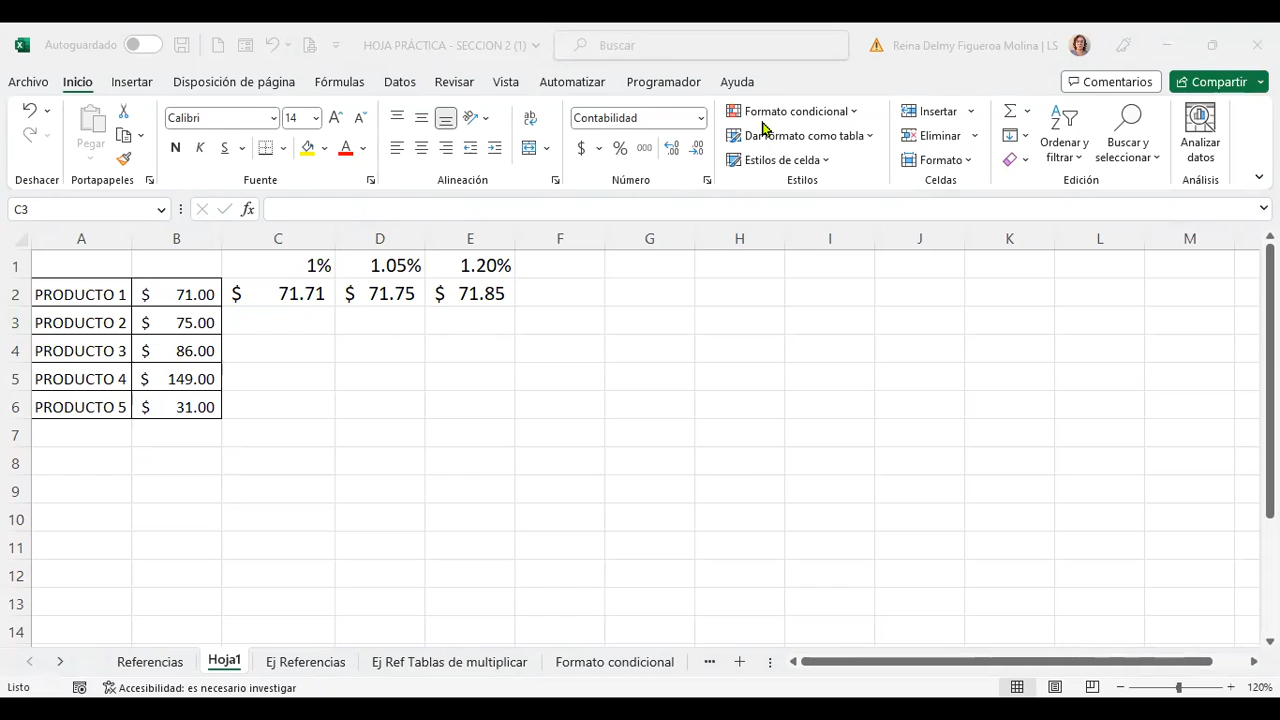 Autoguardado HOJA PRÁCTICA - SECCION 2 (1) Buscar Reina Delmy Figueroa Molina | LS
Archivo Inicio Insertar Disposición de página Fórmulas Datos Revisar Vista Automatizar Programador Ayuda Comentarios Compartir
Pegar Calibri 14 Contabilidad Formato condicional Insertar Ordenar y filtrar Buscar y seleccionar Analizar datos
N K S $ % 000 Dar formato como tabla Eliminar
Estilos de celda Formato
Deshacer Portapapeles Fuente Alineación Número Estilos Celdas Edición Análisis
C3 fx
A B C D E F G H I J K L M
1 1% 1.05% 1.20%
2 PRODUCTO 1 $ 71.00 $ 71.71 $ 71.75 $ 71.85
3 PRODUCTO 2 $ 75.00
4 PRODUCTO 3 $ 86.00
5 PRODUCTO 4 $ 149.00
6 PRODUCTO 5 $ 31.00
7
8
9
10
11
12
13
14
Referencias Hoja1 Ej Referencias Ej Ref Tablas de multiplicar Formato condicional ...
Listo Accesibilidad: es necesario investigar 120%